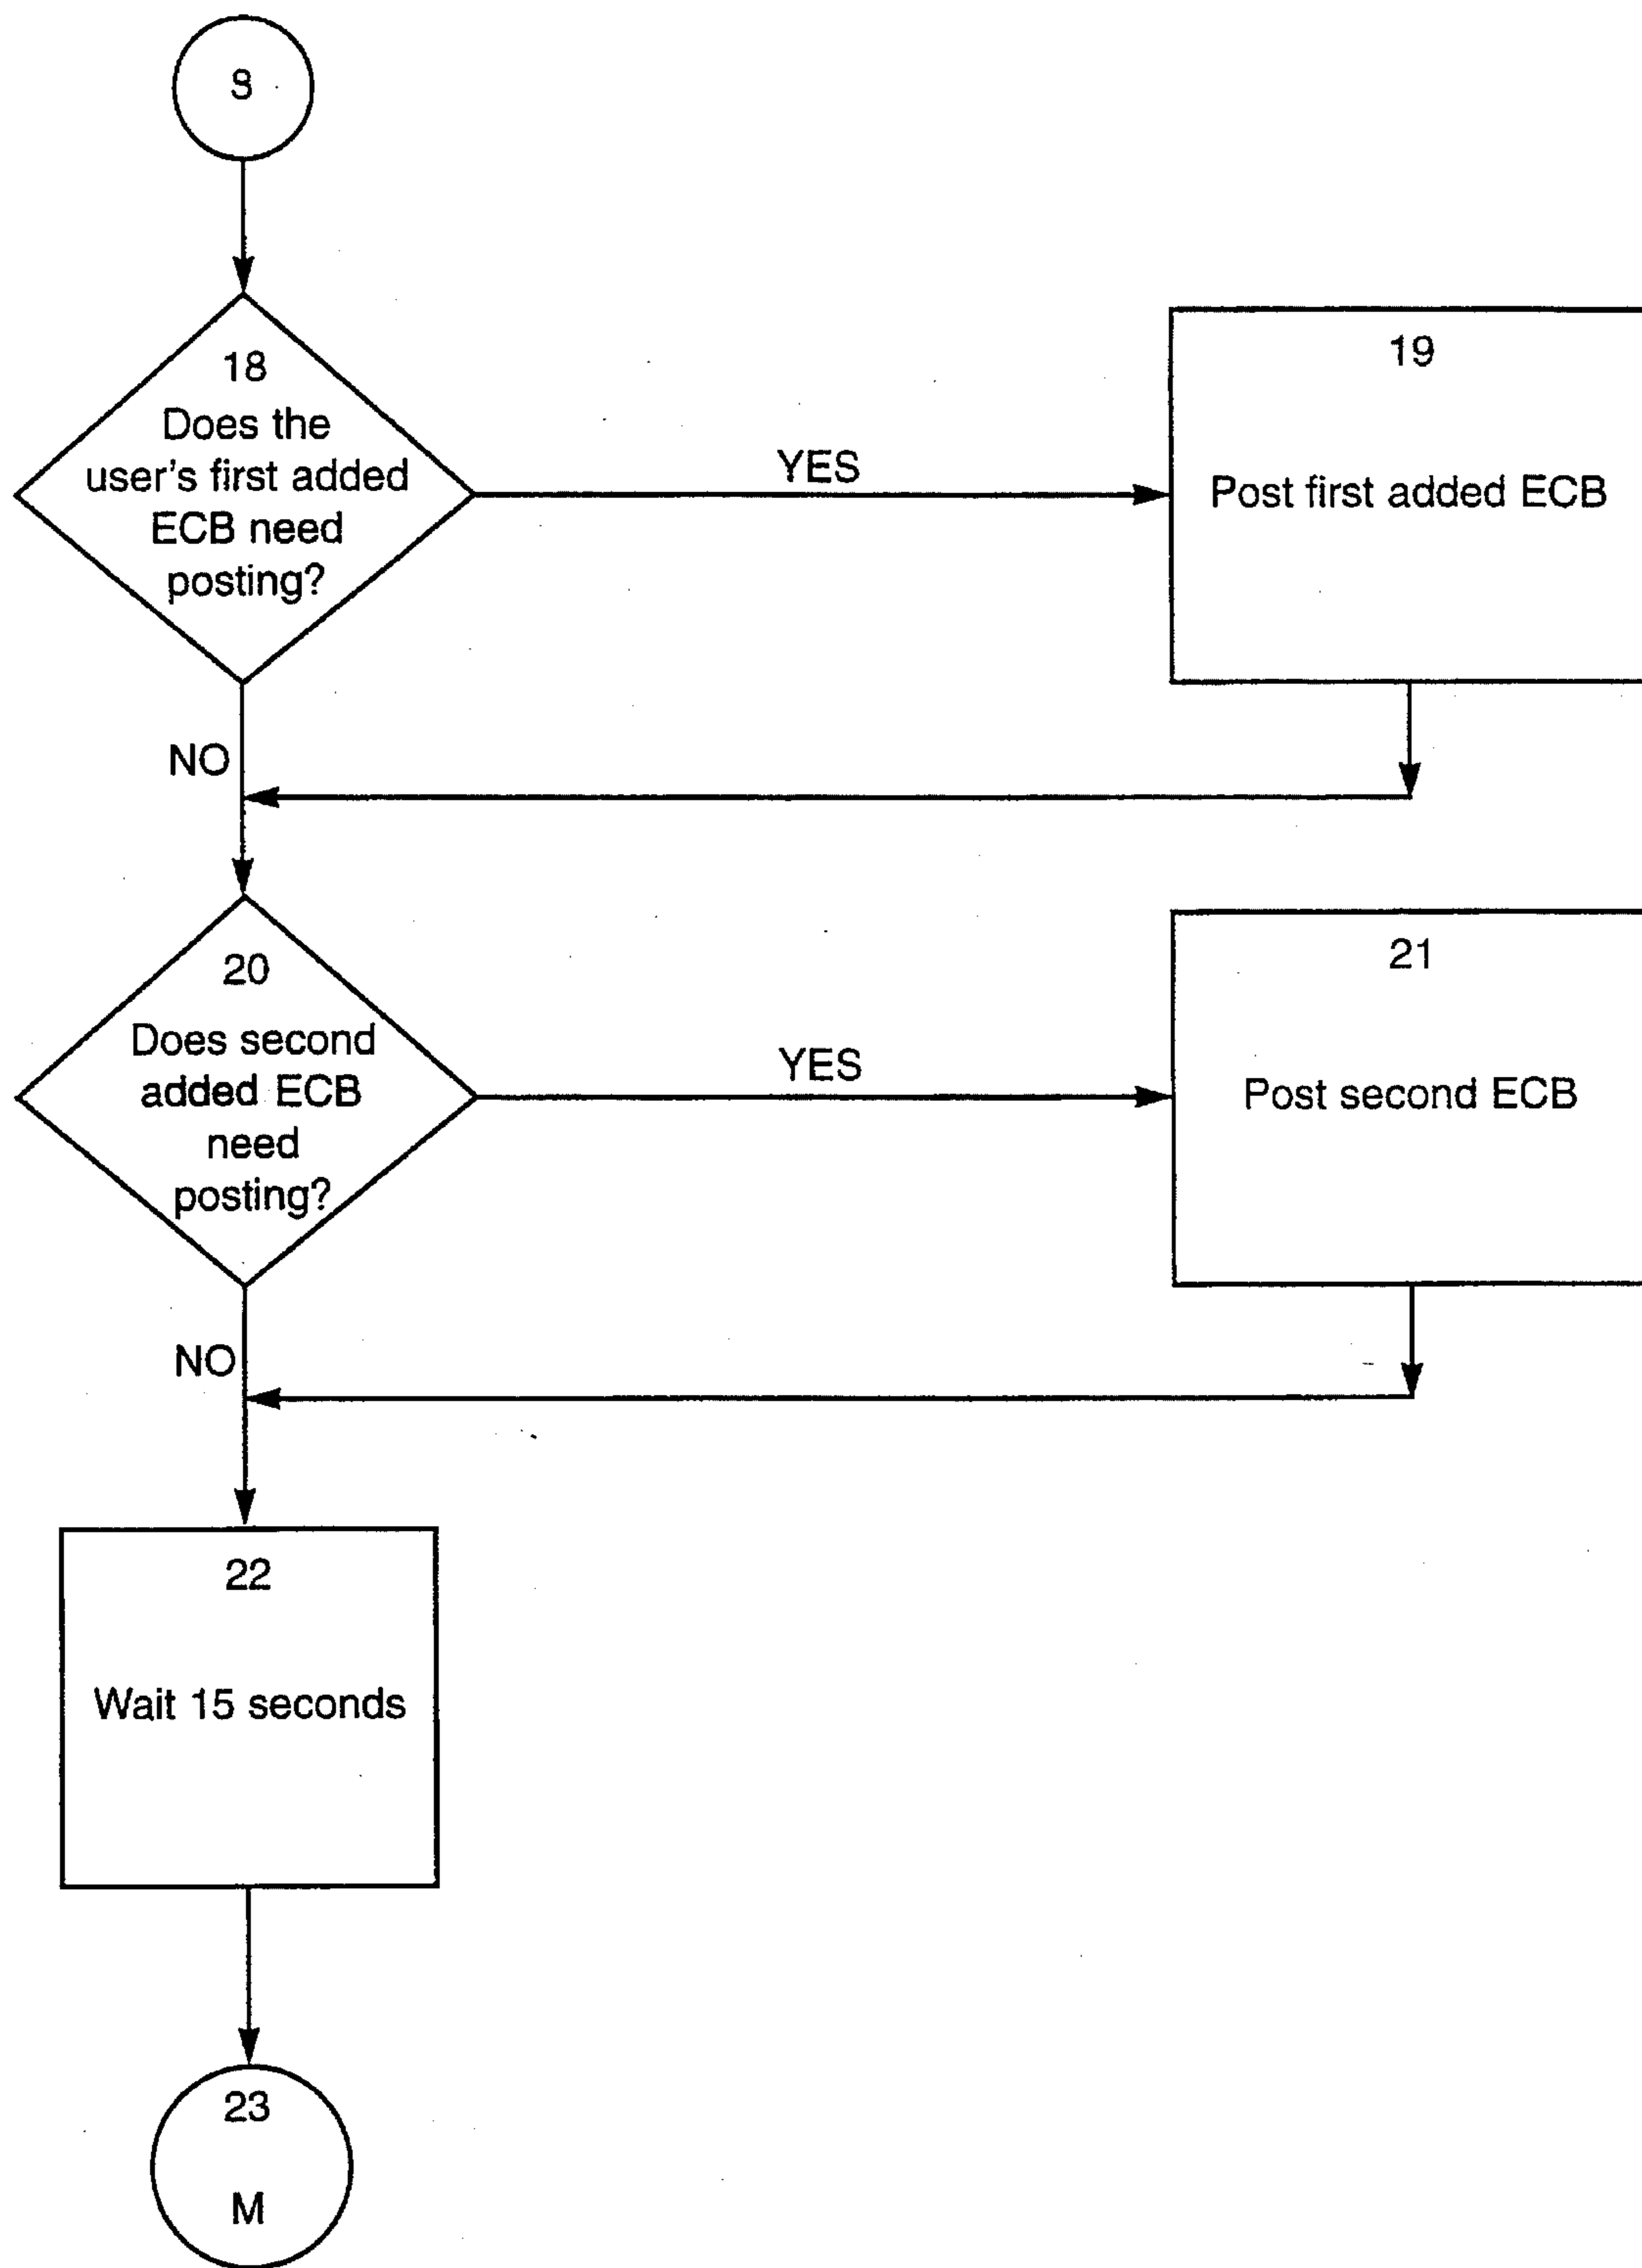 S
18
Does the
user's first added
ECB need
posting?
YES
19
Post first added ECB
NO
20
Does second
added ECB
need
posting?
YES
21
Post second ECB
NO
22
Wait 15 seconds
23
M